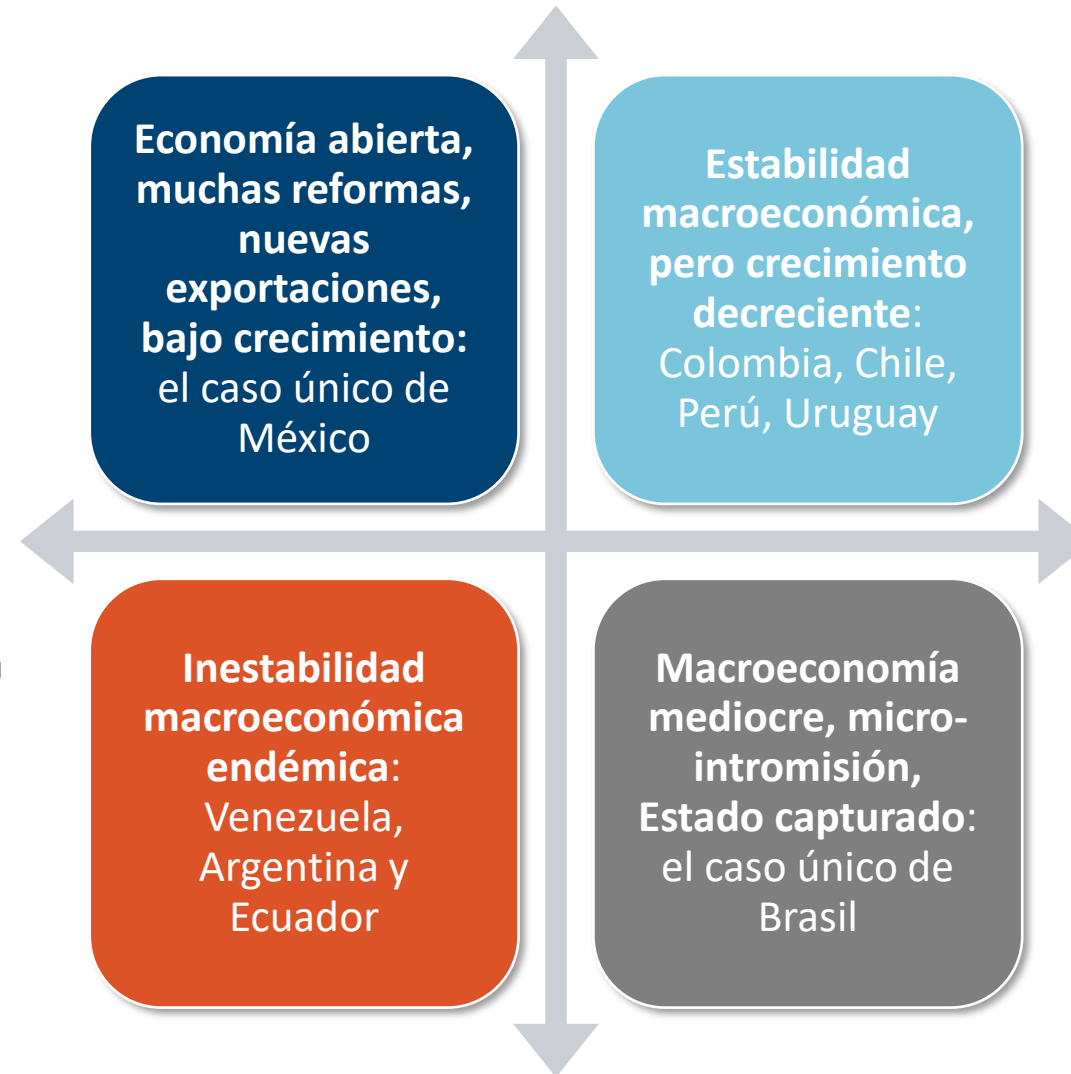 Economía abierta,
muchas reformas,
nuevas
exportaciones,
bajo crecimiento:
el caso único de
México
Estabilidad
macroeconómica,
pero crecimiento
decreciente:
Colombia, Chile,
Perú, Uruguay
Inestabilidad
macroeconómica
endémica:
Venezuela,
Argentina y
Ecuador
Macroeconomía
mediocre, micro-
intromisión,
Estado capturado:
el caso único de
Brasil